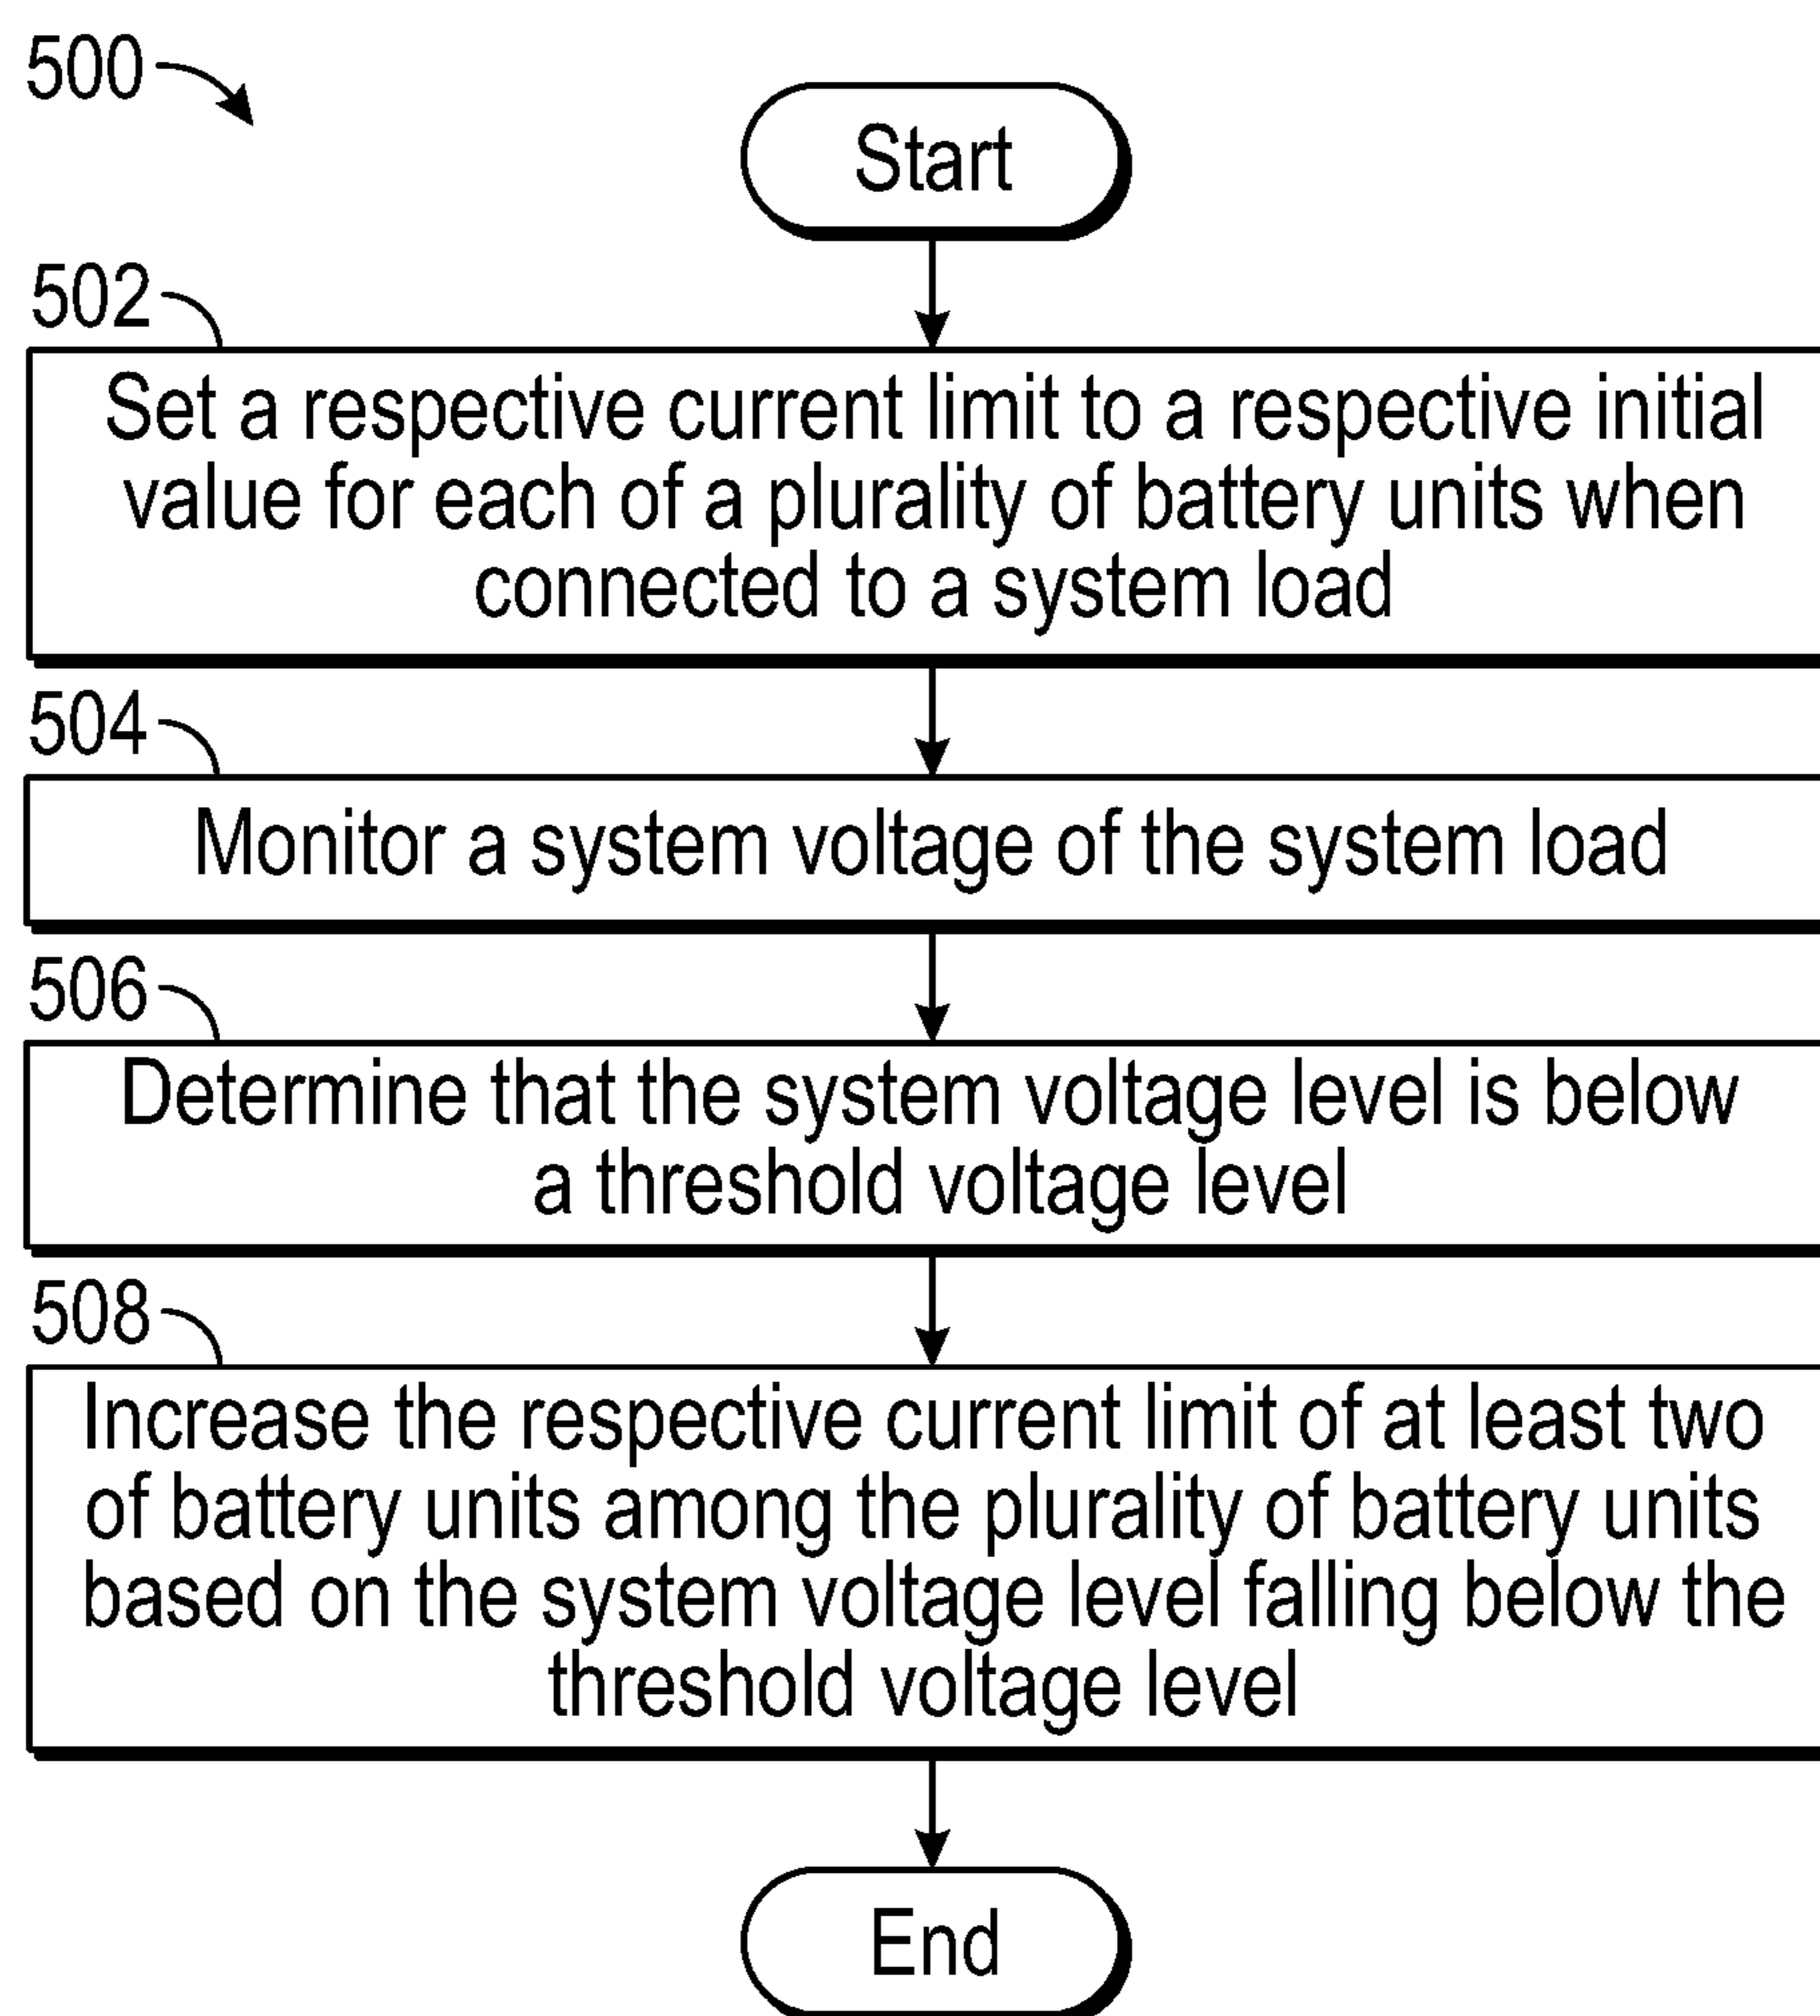 500
Start
502
Set a respective current limit to a respective initial
value for each of a plurality of battery units when
connected to a system load
504
Monitor a system voltage of the system load
506
Determine that the system voltage level is below
a threshold voltage level
508
Increase the respective current limit of at least two
of battery units among the plurality of battery units
based on the system voltage level falling below the
threshold voltage level
End